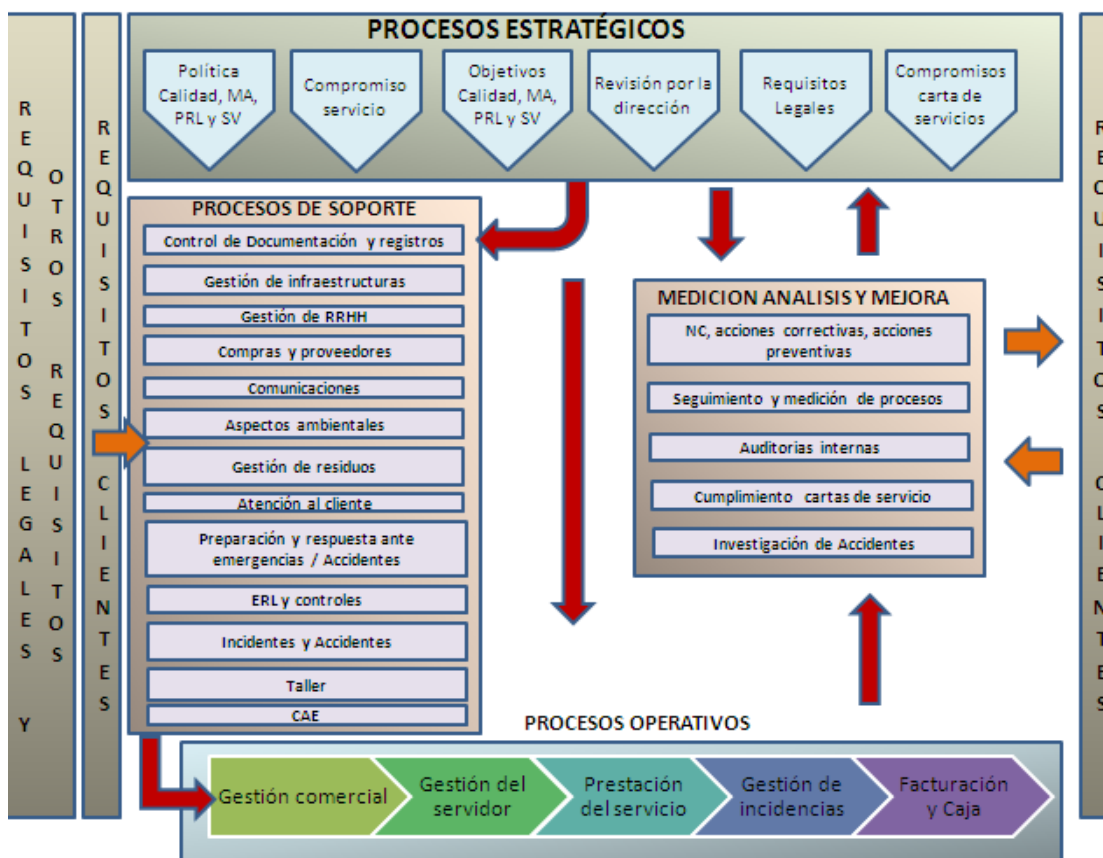 PROCESOS ESTRATÉGICOS
Política
Calidad, MA,
PRL y SV
Compromiso
servicio
Objetivos
Calidad, MA,
PRL y SV
Revisión por la
dirección
Requisitos
Legales
Compromisos
carta de
servicios
REQUISITOS LEGALES Y
OTROS REQUISITOS
REQUISITOS CLIENTES
PROCESOS DE SOPORTE
Control de Documentación y registros
Gestión de infraestructuras
Gestión de RRHH
Compras y proveedores
Comunicaciones
Aspectos ambientales
Gestión de residuos
Atención al cliente
Preparación y respuesta ante
emergencias / Accidentes
ERL y controles
Incidentes y Accidentes
Taller
CAE
MEDICION ANALISIS Y MEJORA
NC, acciones correctivas, acciones
preventivas
Seguimiento y medición de procesos
Auditorias internas
Cumplimiento cartas de servicio
Investigación de Accidentes
REQUISITOS CLIENTES
PROCESOS OPERATIVOS
Gestión comercial
Gestión del
servidor
Prestación
del servicio
Gestión de
incidencias
Facturación
y Caja